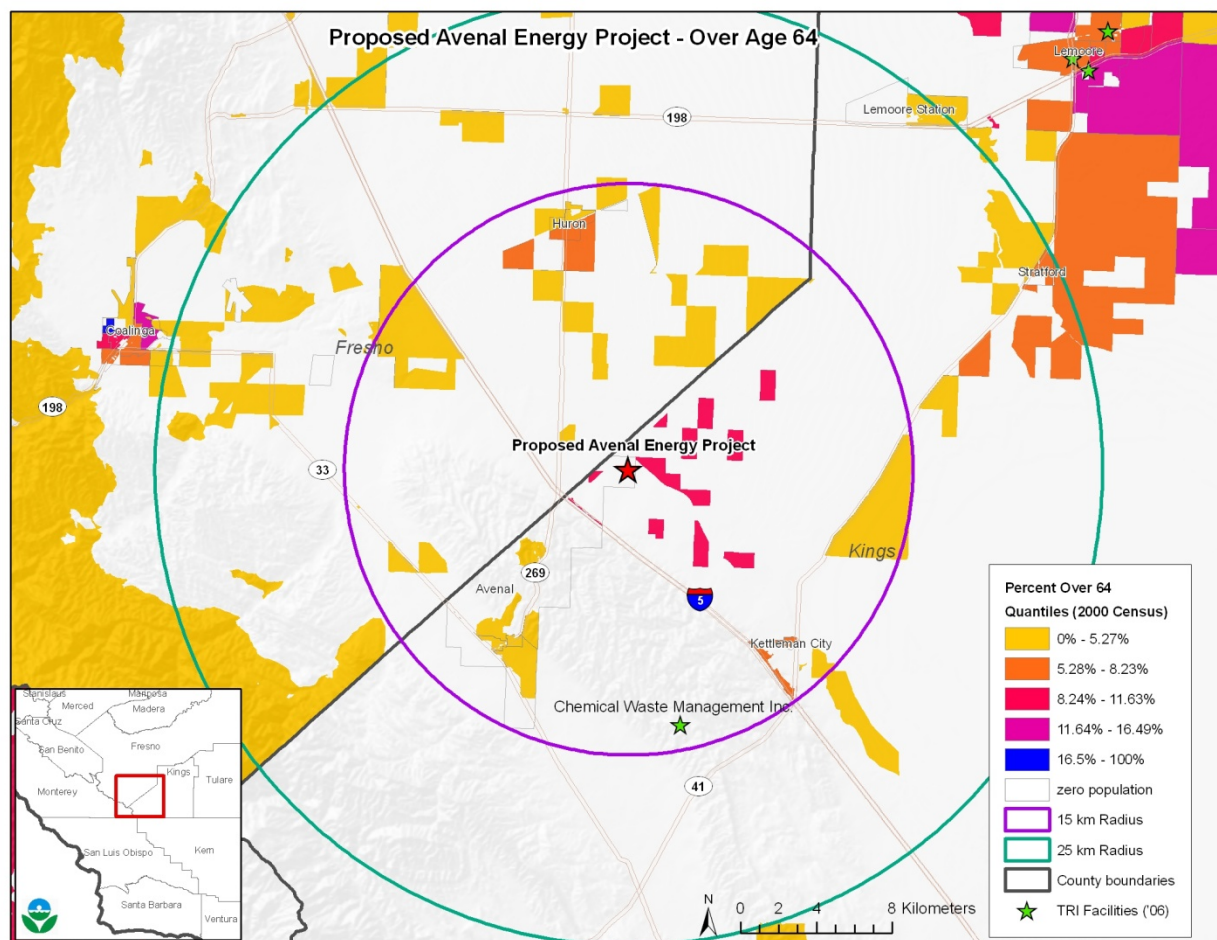 Proposed Avenal Energy Project - Over Age 64
Lemoore
Lemoore Station
198
Huron
Stratford
Coalinga
Fresno
198
Proposed Avenal Energy Project
33
Kings
269
Avenal
5
Kettleman City
Chemical Waste Management Inc.
41
N
0 2 4 8 Kilometers
Percent Over 64
Quantiles (2000 Census)
0% - 5.27%
5.28% - 8.23%
8.24% - 11.63%
11.64% - 16.49%
16.5% - 100%
zero population
15 km Radius
25 km Radius
County boundaries
TRI Facilities ('06)
Stanislaus
Mariposa
Merced
Madera
Santa Cruz
San Benito
Fresno
Kings
Tulare
Monterey
San Luis Obispo
Kern
Santa Barbara
Ventura